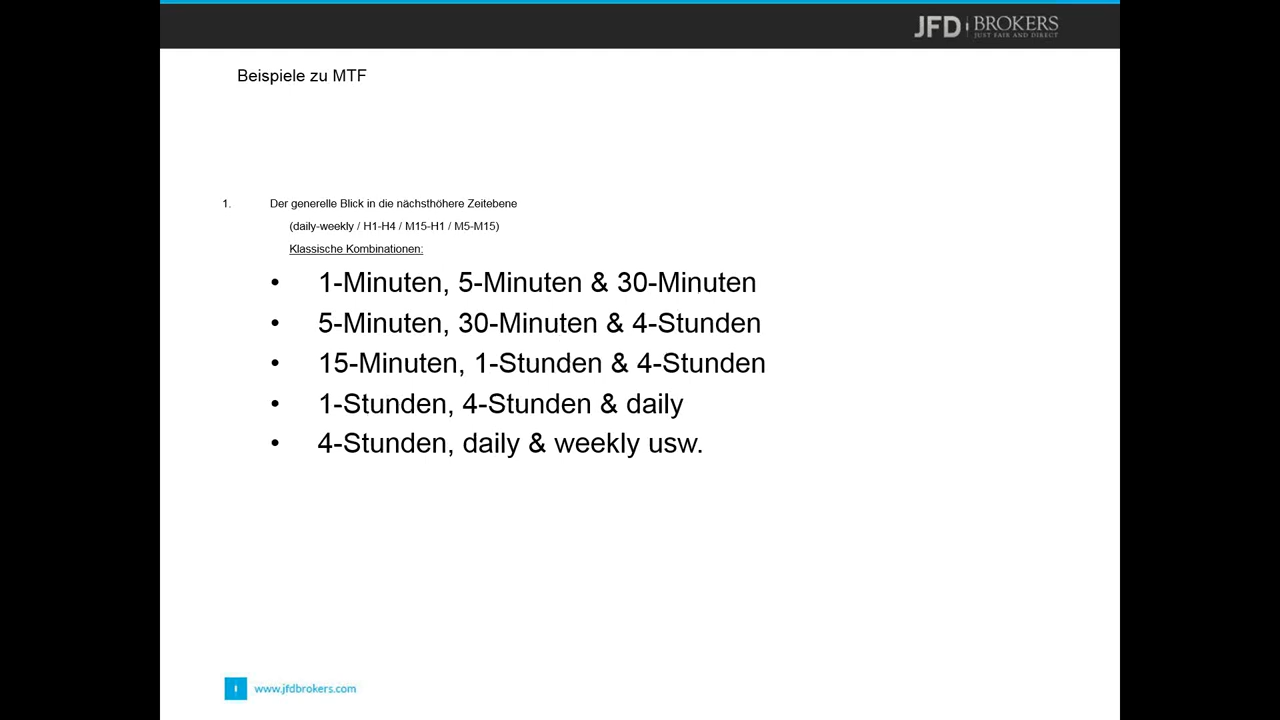 JFD BROKERS
JUST FAIR AND DIRECT
Beispiele zu MTF
1. Der generelle Blick in die nächsthöhere Zeitebene
(daily-weekly / H1-H4 / M15-H1 / M5-M15)
Klassische Kombinationen:
• 1-Minuten, 5-Minuten & 30-Minuten
• 5-Minuten, 30-Minuten & 4-Stunden
• 15-Minuten, 1-Stunden & 4-Stunden
• 1-Stunden, 4-Stunden & daily
• 4-Stunden, daily & weekly usw.
www.jfdbrokers.com